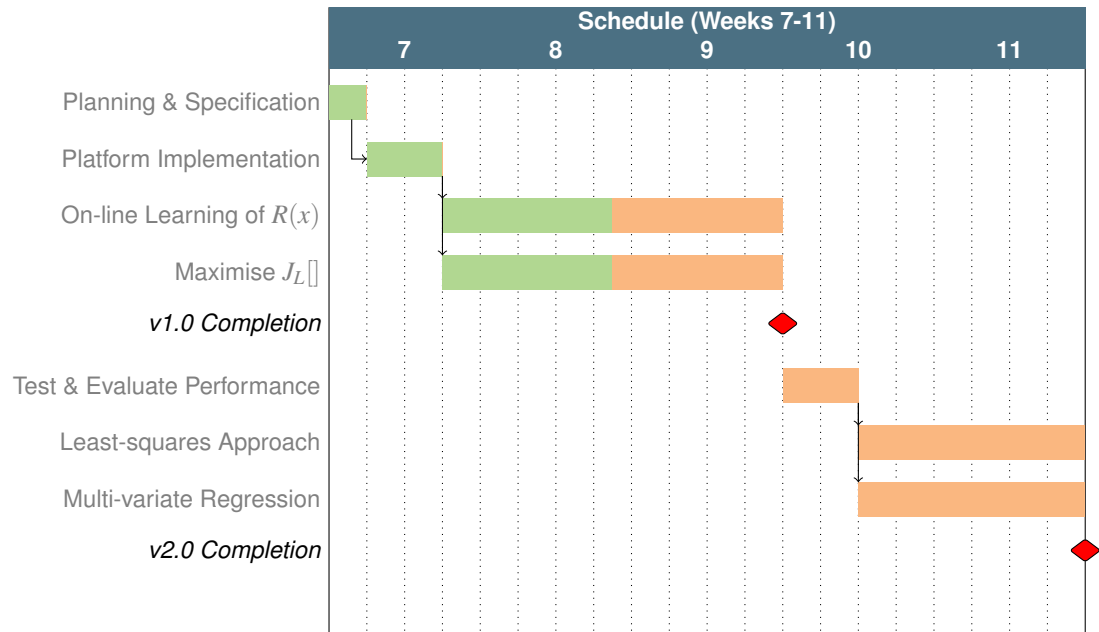 Schedule (Weeks 7-11)
7 8 9 10 11
Planning & Specification
Platform Implementation
On-line Learning of R(x)
Maximise J_L[]
v1.0 Completion
Test & Evaluate Performance
Least-squares Approach
Multi-variate Regression
v2.0 Completion